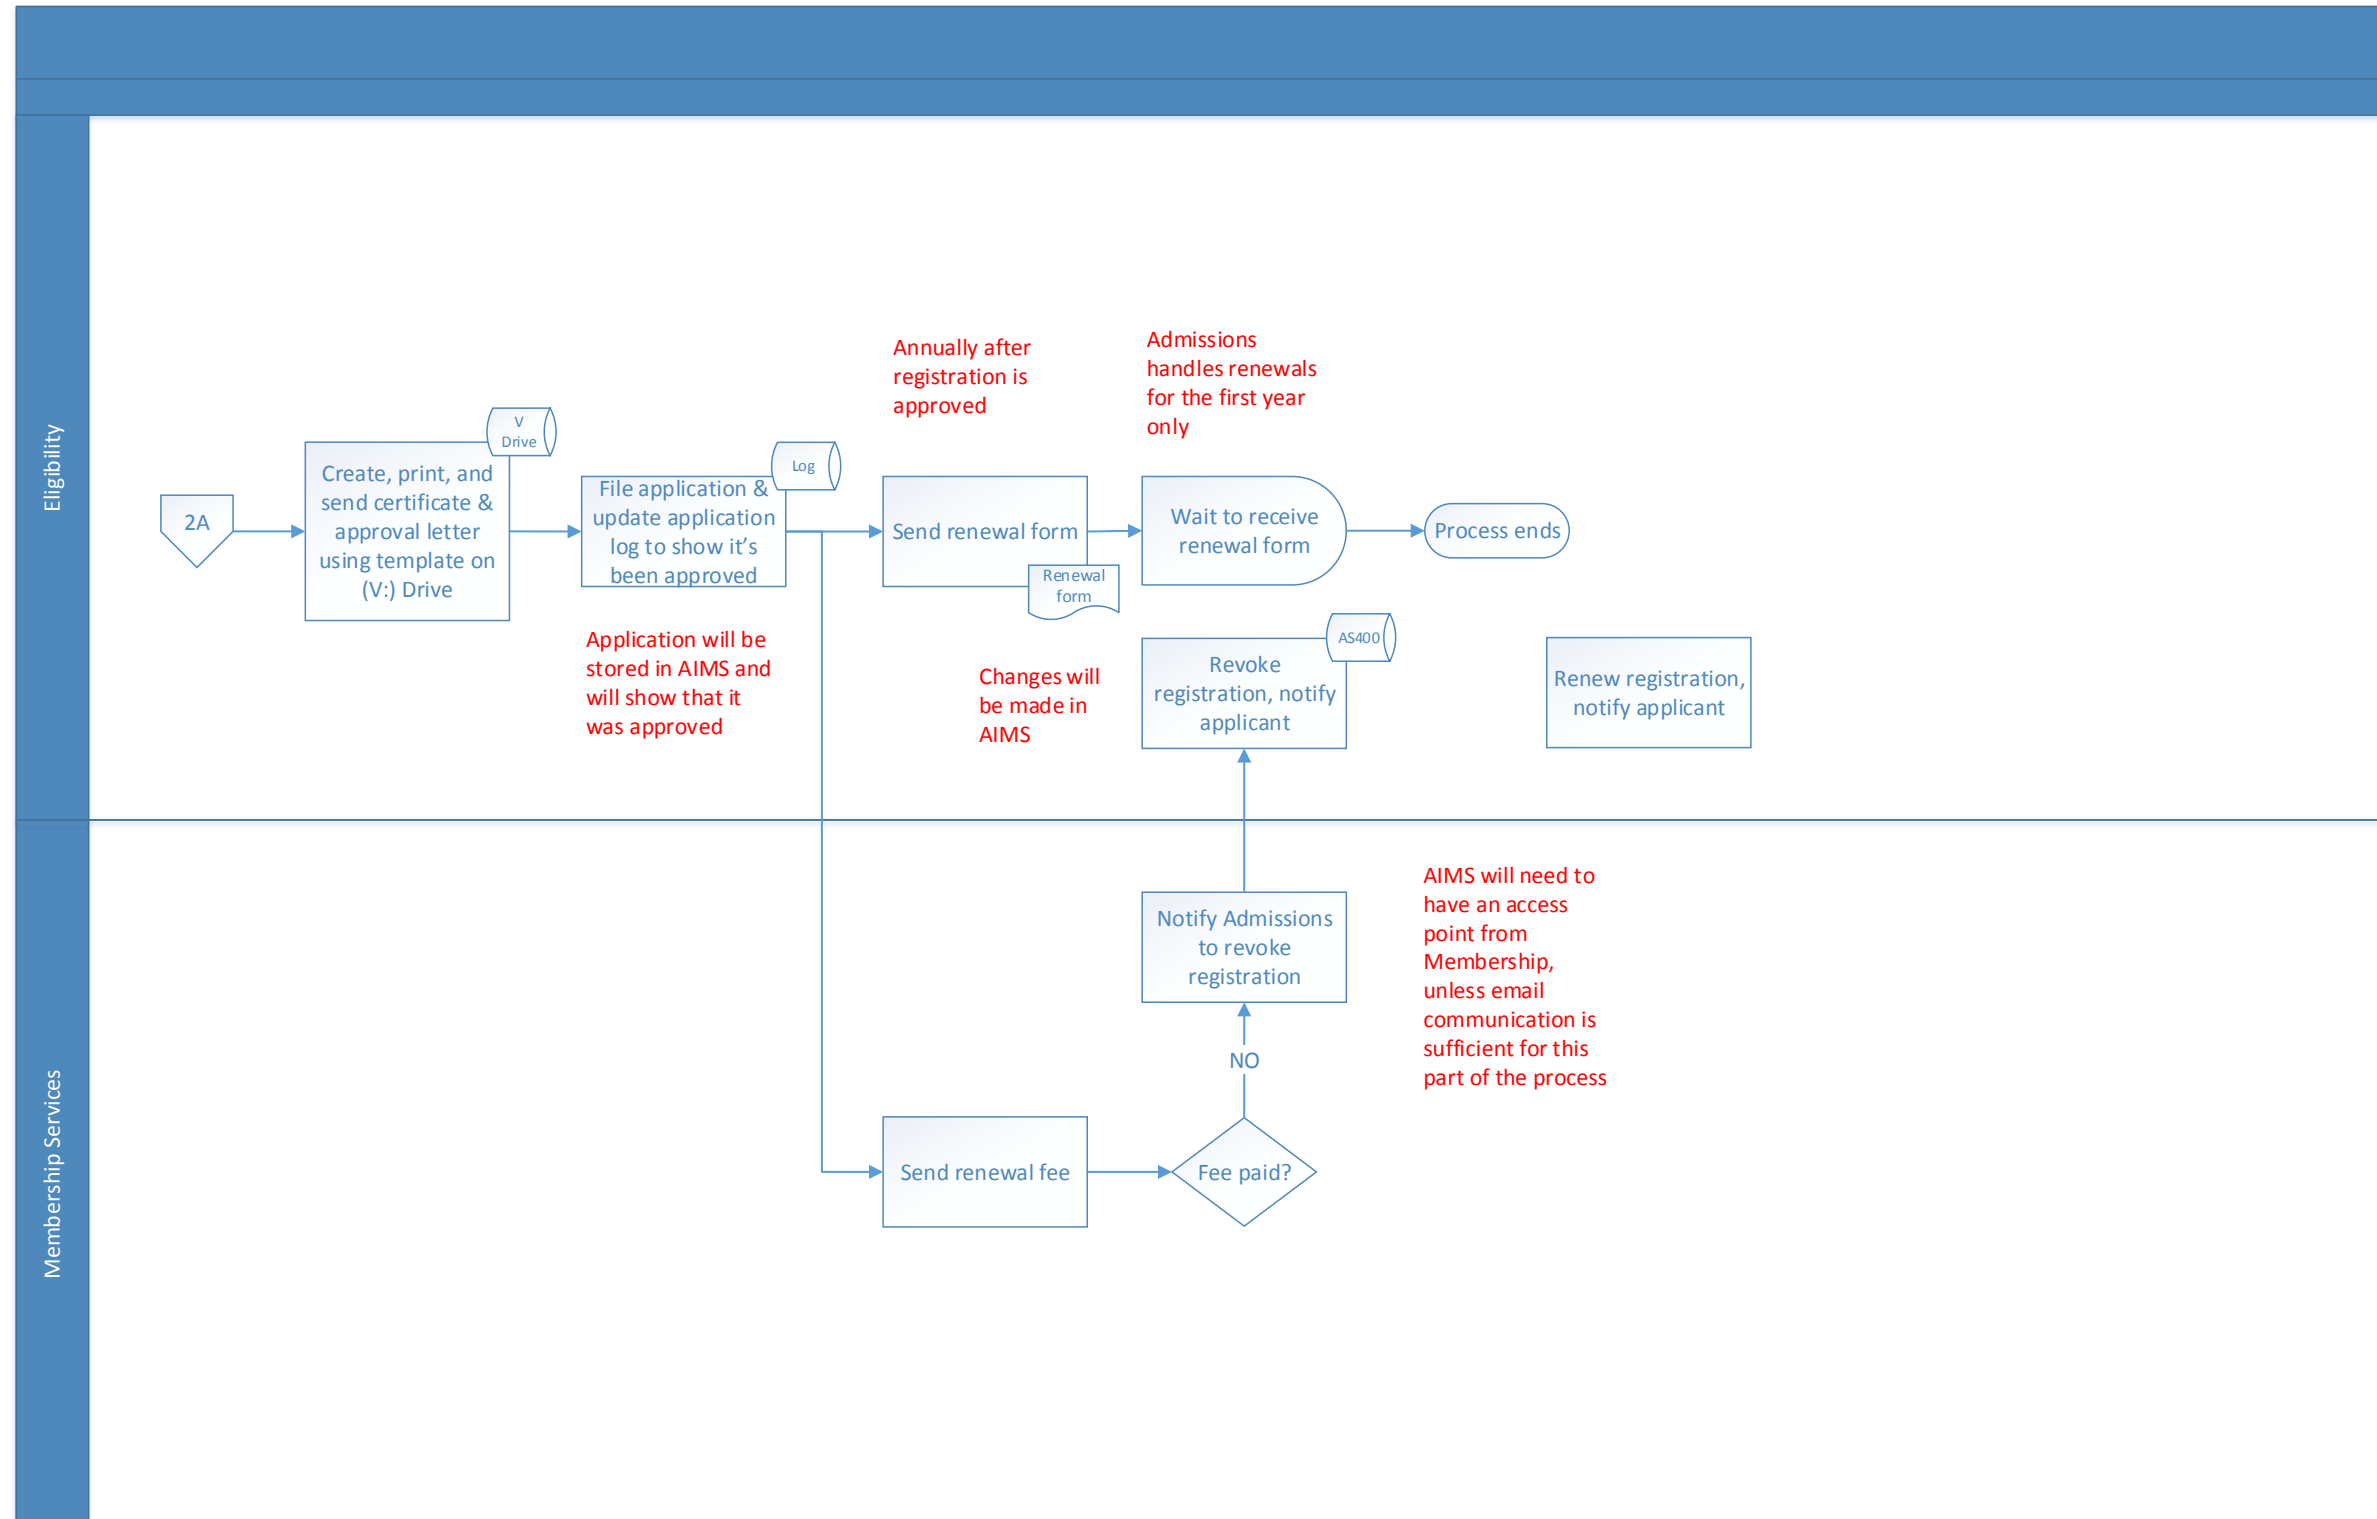 Eligibility
Membership Services
2A
V
Drive
Create, print, and
send certificate &
approval letter
using template on
(V:) Drive
Log
File application &
update application
log to show it's
been approved
Application will be
stored in AIMS and
will show that it
was approved
Annually after
registration is
approved
Send renewal form
Renewal
form
Admissions
handles renewals
for the first year
only
Wait to receive
renewal form
Process ends
Changes will
be made in
AIMS
AS400
Revoke
registration, notify
applicant
Renew registration,
notify applicant
Notify Admissions
to revoke
registration
AIMS will need to
have an access
point from
Membership,
unless email
communication is
sufficient for this
part of the process
NO
Send renewal fee
Fee paid?